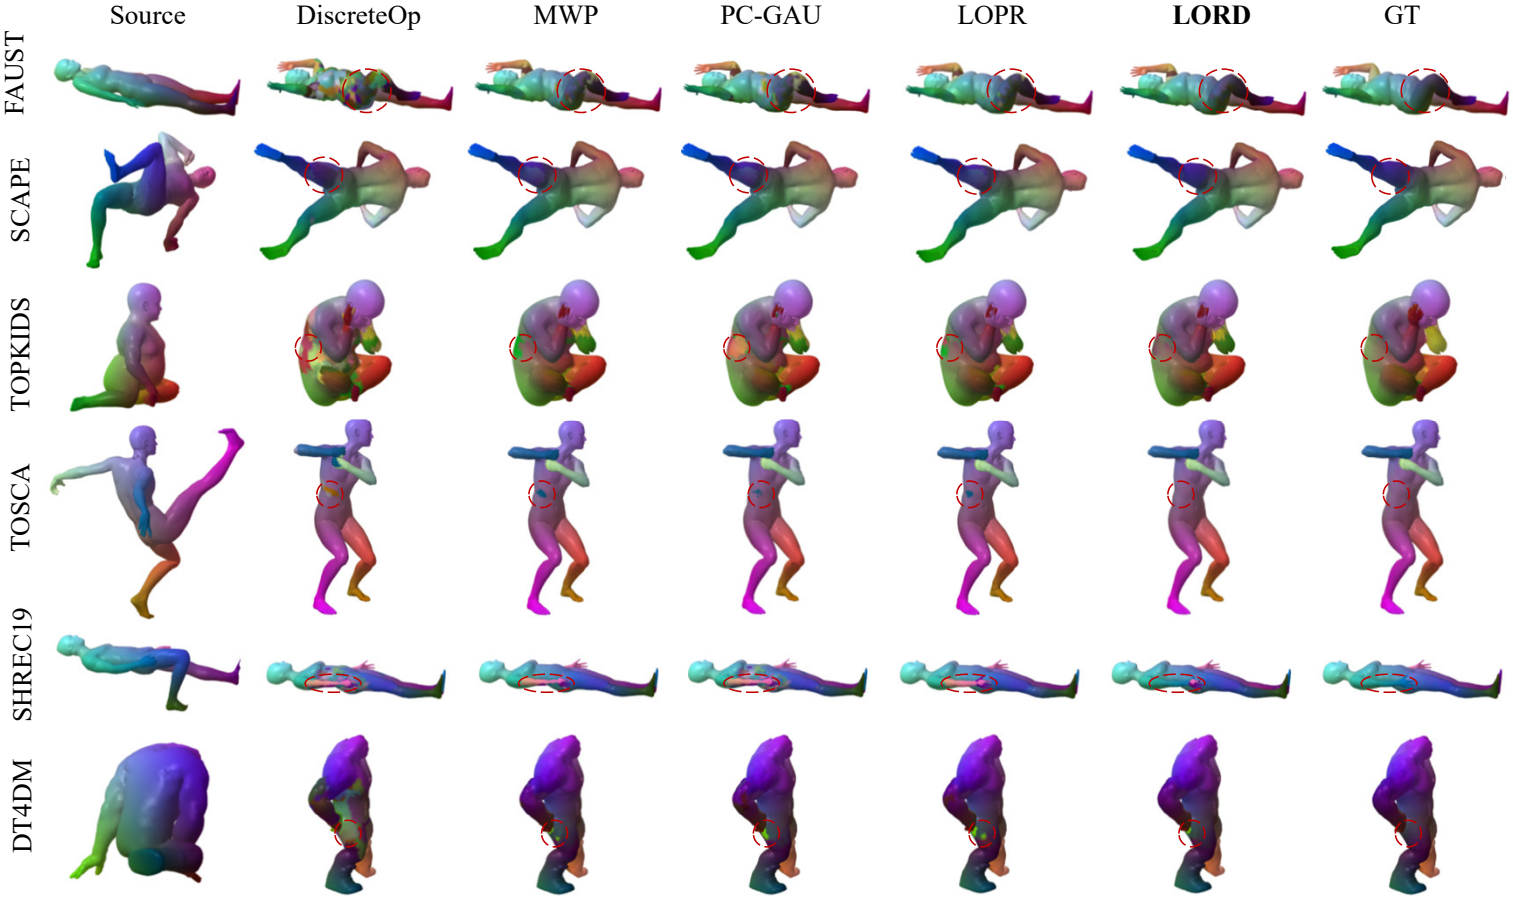 Source DiscreteOp MWP PC-GAU LOPR LORD GT
FAUST
SCAPE
TOPKIDS
TOSCA
SHREC19
DT4DM